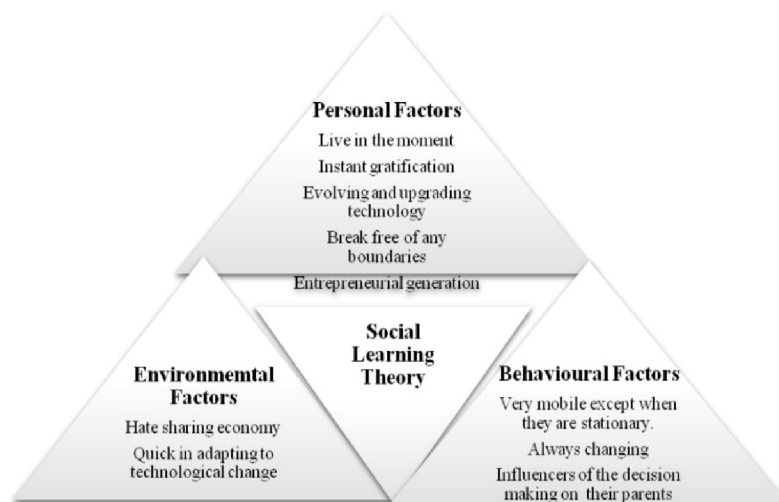 Personal Factors
Live in the moment
Instant gratification
Evolving and upgrading
technology
Break free of any
boundaries
Entrepreneurial generation
Social
Learning
Theory
Environmemtal
Factors
Hate sharing economy
Quick in adapting to
technological change
Behavioural Factors
Very mobile except when
they are stationary.
Always changing
Influencers of the decision
making on their parents